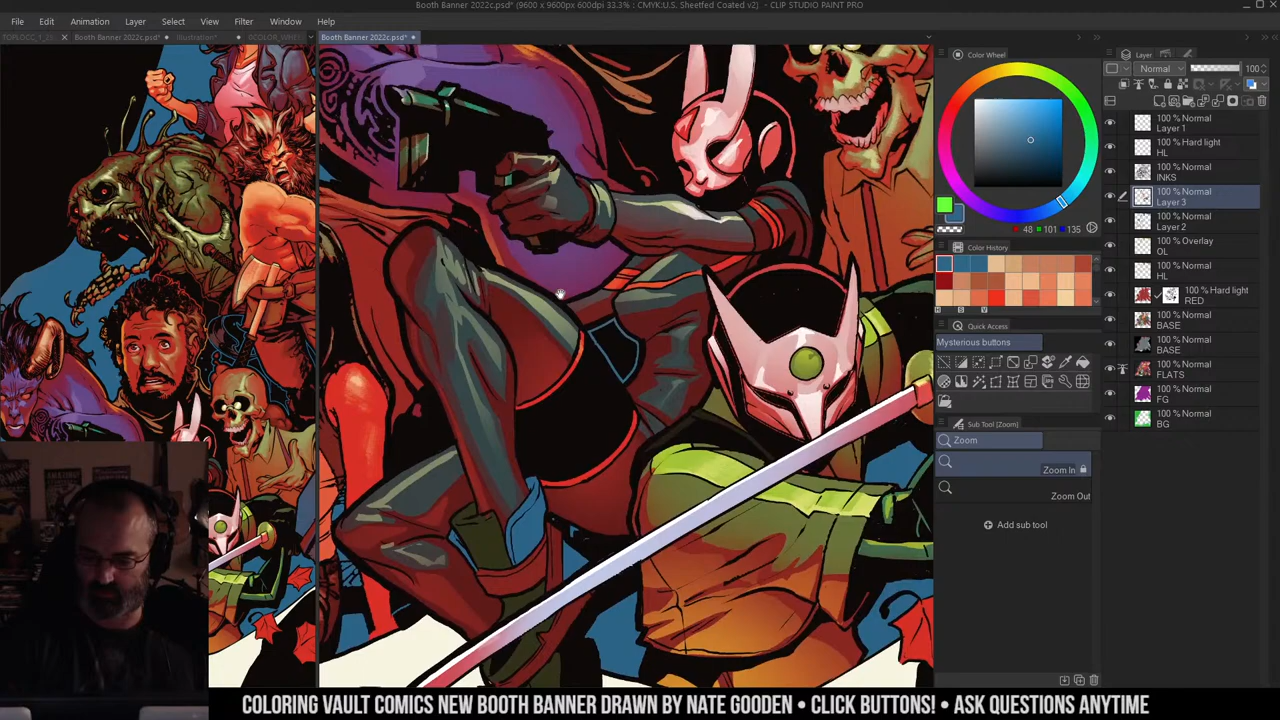 Booth Banner 2022c.psd* (9600 x 9600px 600dpi 33.3% : CMYK:U.S. Sheetfed Coated v2) - CLIP STUDIO PAINT PRO
File Edit Animation Layer Select View Filter Window Help
Booth Banner 2022c.psd* Illustration* Booth Banner 2022c.psd*
Color Wheel
48 101 135
Color History
H S V
Quick Access
Mysterious buttons
Sub Tool [Zoom]
Zoom
Zoom In
Zoom Out
Add sub tool
Layer
Normal 100
100 % Normal
Layer 1
100 % Hard light
HL
100 % Normal
INKS
100 % Normal
Layer 3
100 % Normal
Layer 2
100 % Overlay
OL
100 % Normal
HL
100 % Hard light
RED
100 % Normal
BASE
100 % Normal
BASE
100 % Normal
FLATS
100 % Normal
FG
100 % Normal
BG
COLORING VAULT COMICS NEW BOOTH BANNER DRAWN BY NATE GOODEN • CLICK BUTTONS! • ASK QUESTIONS ANYTIME